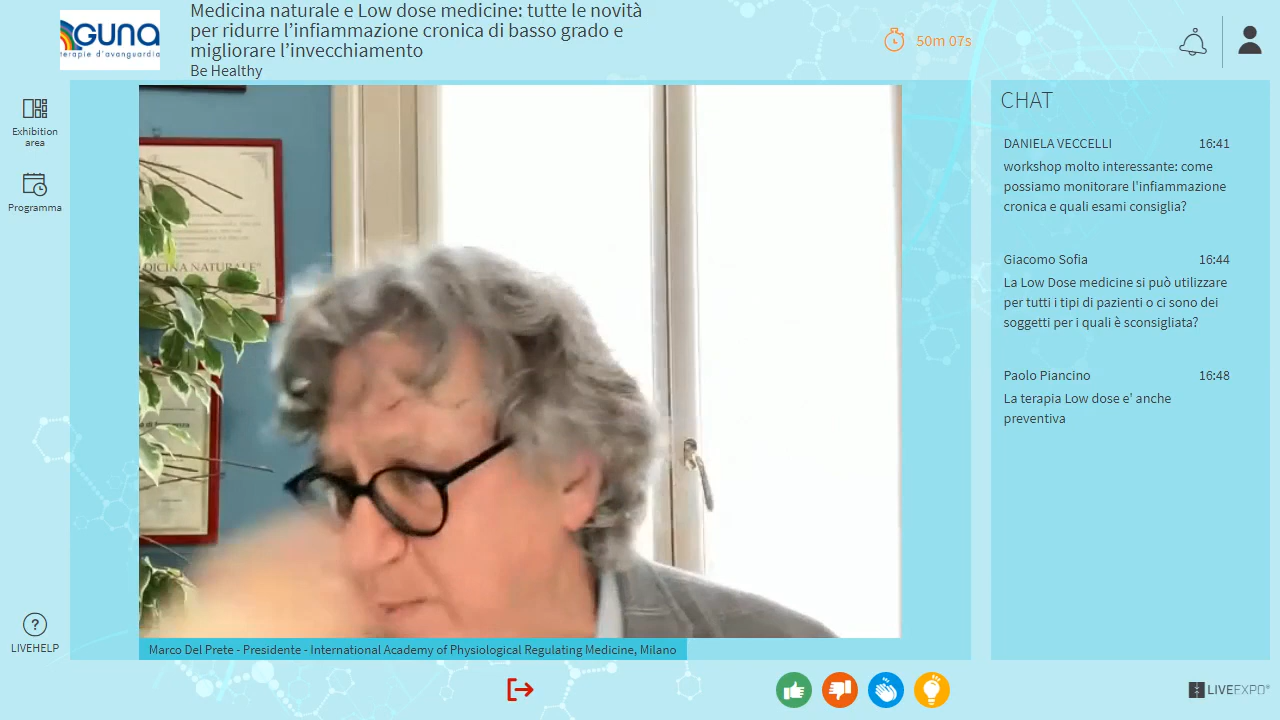 GUNA
terapie d'avanguardia
Medicina naturale e Low dose medicine: tutte le novità
per ridurre l'infiammazione cronica di basso grado e
migliorare l'invecchiamento
Be Healthy
50m 07s
Exhibition
area
Programma
LIVEHELP
DICINA NATURALE"
CHAT
DANIELA VECCELLI 16:41
workshop molto interessante: come
possiamo monitorare l'infiammazione
cronica e quali esami consiglia?
Giacomo Sofia 16:44
La Low Dose medicine si può utilizzare
per tutti i tipi di pazienti o ci sono dei
soggetti per i quali è sconsigliata?
Paolo Piancino 16:48
La terapia Low dose e' anche
preventiva
Marco Del Prete - Presidente - International Academy of Physiological Regulating Medicine, Milano
LIVEEXPO®